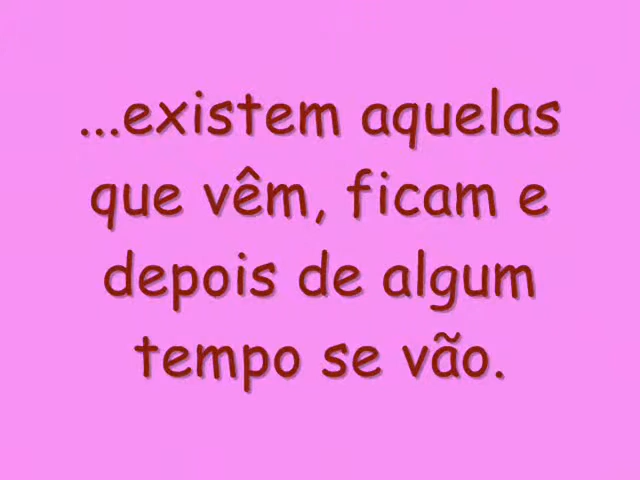 ...existem aquelas
que vêm, ficam e
depois de algum
tempo se vão.